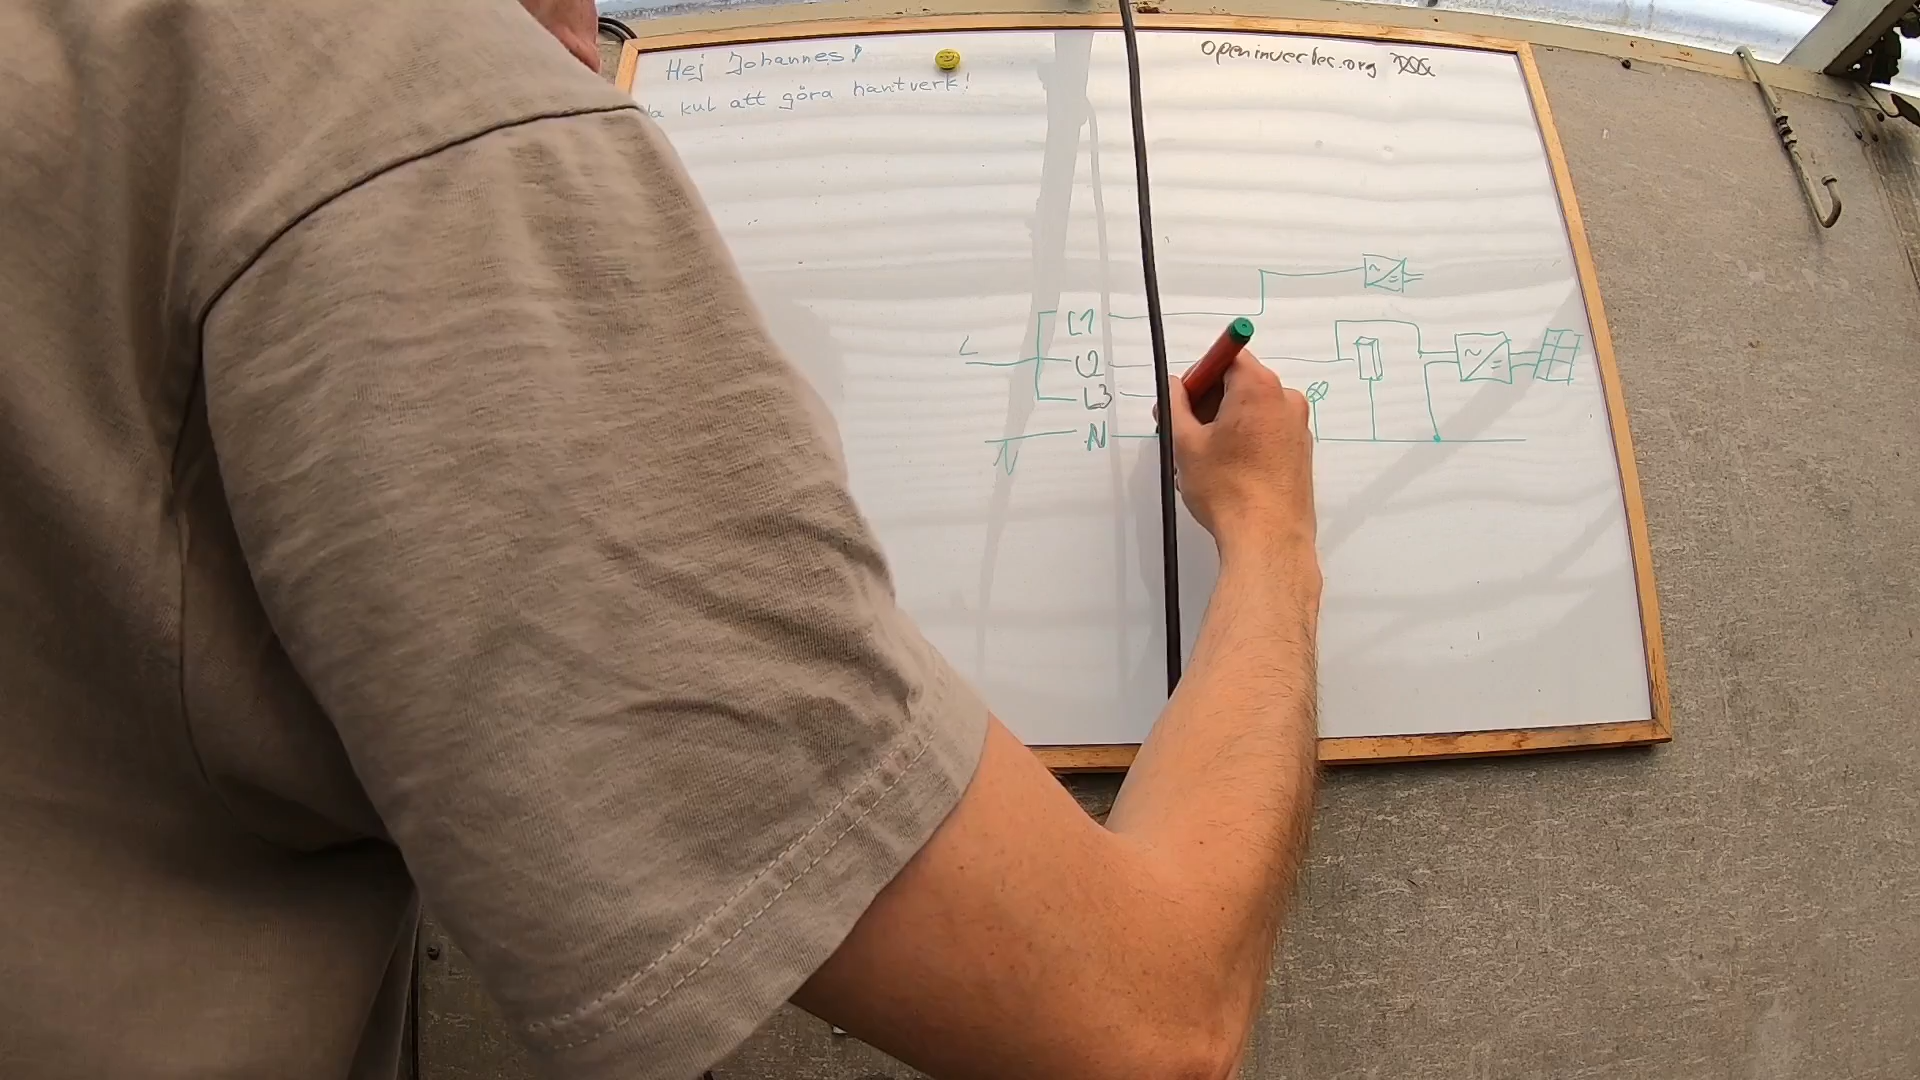 Hej Johannes!
kul att göra hantverk!
openinverter.org
L
L1
L2
L3
N
N